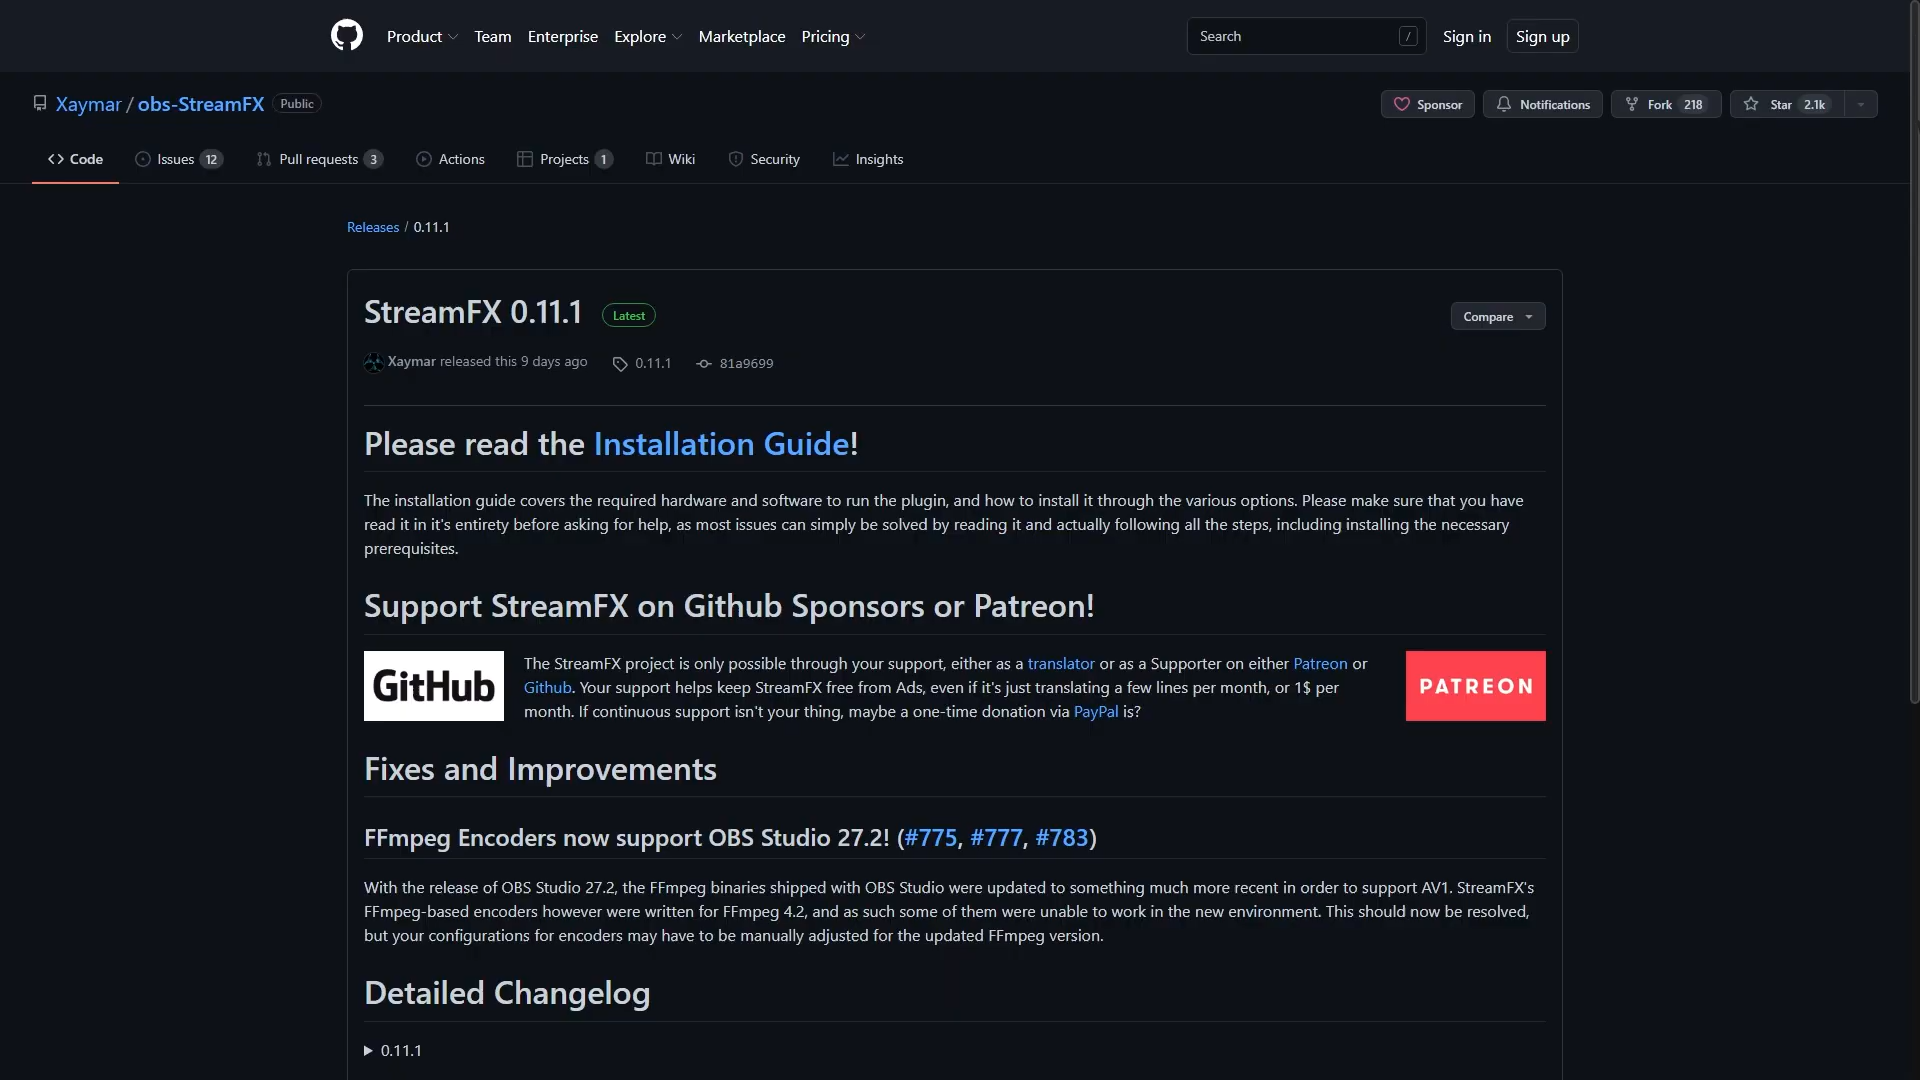 Product Team Enterprise Explore Marketplace Pricing Search / Sign in Sign up
Xaymar / obs-StreamFX Public Sponsor Notifications Fork 218 Star 2.1k
Code Issues 12 Pull requests 3 Actions Projects 1 Wiki Security Insights
Releases / 0.11.1
StreamFX 0.11.1 Latest Compare
Xaymar released this 9 days ago 0.11.1 81a9699
Please read the Installation Guide!
The installation guide covers the required hardware and software to run the plugin, and how to install it through the various options. Please make sure that you have
read it in it's entirety before asking for help, as most issues can simply be solved by reading it and actually following all the steps, including installing the necessary
prerequisites.
Support StreamFX on Github Sponsors or Patreon!
GitHub
The StreamFX project is only possible through your support, either as a translator or as a Supporter on either Patreon or
Github. Your support helps keep StreamFX free from Ads, even if it's just translating a few lines per month, or 1$ per
month. If continuous support isn't your thing, maybe a one-time donation via PayPal is?
PATREON
Fixes and Improvements
FFmpeg Encoders now support OBS Studio 27.2! (#775, #777, #783)
With the release of OBS Studio 27.2, the FFmpeg binaries shipped with OBS Studio were updated to something much more recent in order to support AV1. StreamFX's
FFmpeg-based encoders however were written for FFmpeg 4.2, and as such some of them were unable to work in the new environment. This should now be resolved,
but your configurations for encoders may have to be manually adjusted for the updated FFmpeg version.
Detailed Changelog
0.11.1